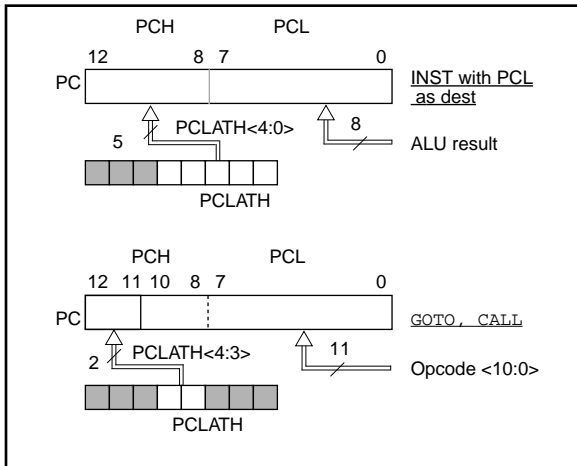 PCH PCL
12 8 7 0
PC
INST with PCL
as dest
PCLATH<4:0>
5
8
ALU result
PCLATH
PCH PCL
12 11 10 8 7 0
PC
GOTO, CALL
PCLATH<4:3>
2
11
Opcode <10:0>
PCLATH